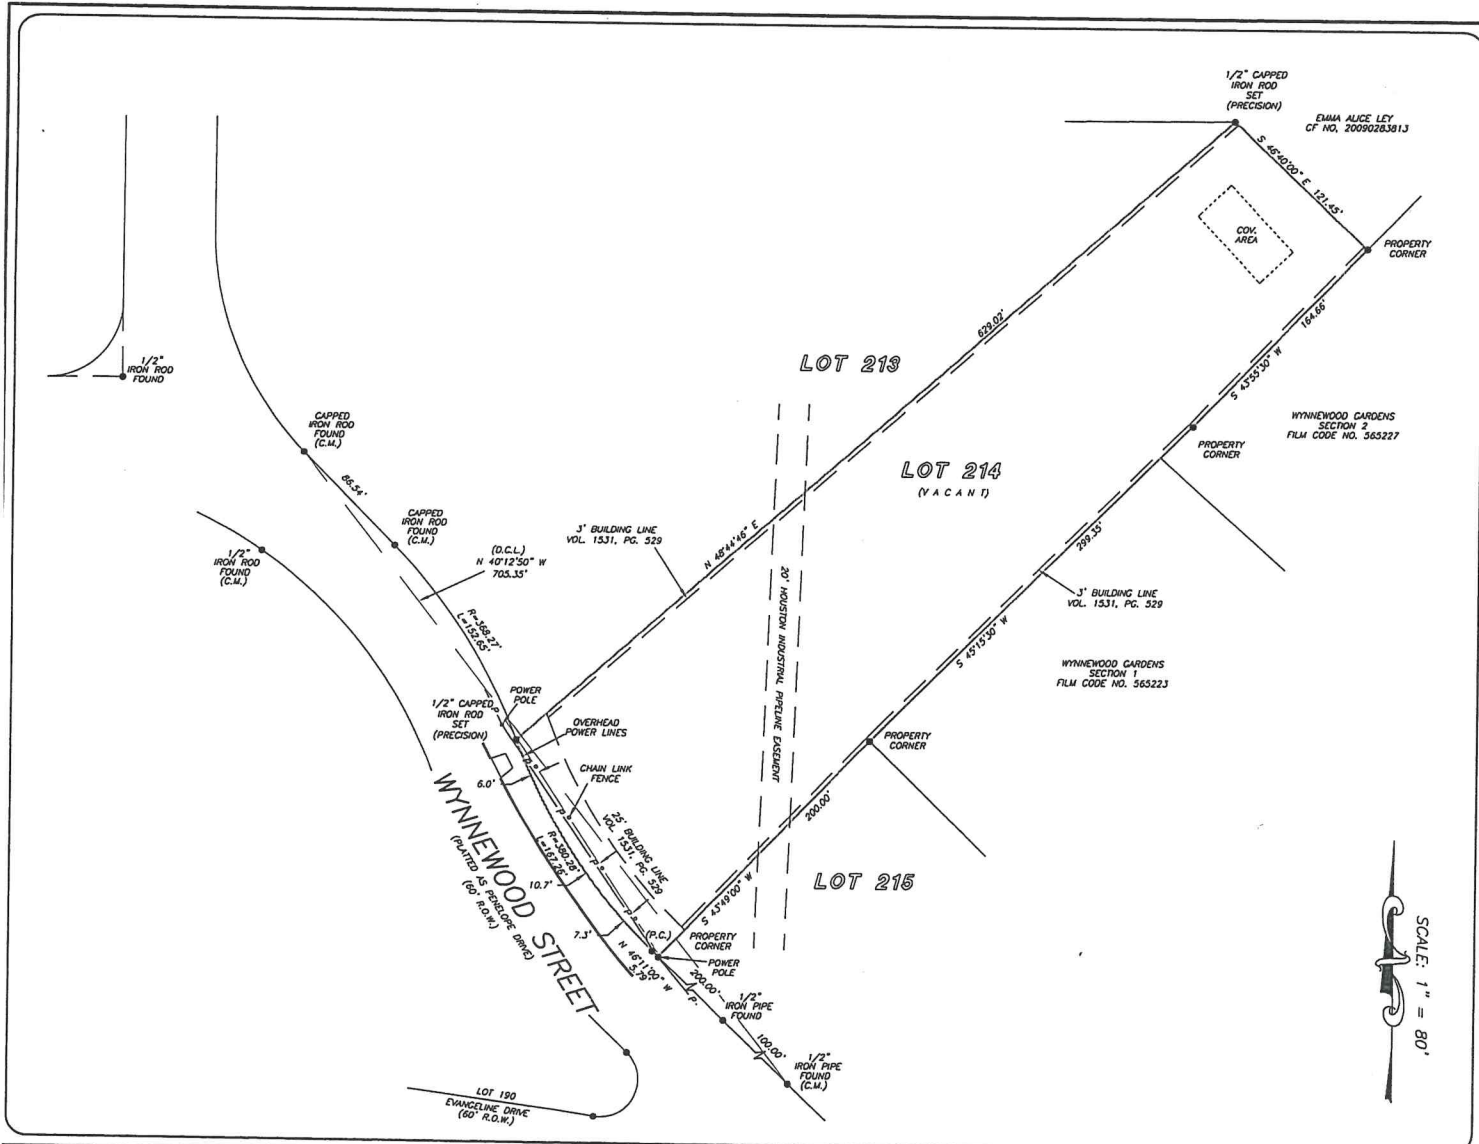 1/2" CAPPED
IRON ROD
SET
(PRECISION)
EMMA ALICE LEY
CF NO. 20090283813
S 46°40'00" E 121.45'
COV.
AREA
PROPERTY
CORNER
164.66'
S 43°55'30" W
629.02'
LOT 213
1/2"
IRON ROD
FOUND
CAPPED
IRON ROD
FOUND
(C.M.)
WYNNEWOOD GARDENS
SECTION 2
FILM CODE NO. 565227
PROPERTY
CORNER
LOT 214
(VACANT)
86.54'
CAPPED
IRON ROD
FOUND
(C.M.)
3' BUILDING LINE
VOL. 1531, PG. 529
N 48°44'46" E
299.35'
1/2"
IRON ROD
FOUND
(C.M.)
(D.C.L.)
N 40°12'50" W
705.35'
20' HOUSTON INDUSTRIAL PIPELINE EASEMENT
3' BUILDING LINE
VOL. 1531, PG. 529
S 45°15'30" W
R=368.27'
L=152.65'
WYNNEWOOD GARDENS
SECTION 1
FILM CODE NO. 565223
POWER
POLE
1/2" CAPPED
IRON ROD
SET
(PRECISION)
P
OVERHEAD
POWER LINES
PROPERTY
CORNER
P
CHAIN LINK
FENCE
6.0'
200.00'
P
25' BUILDING LINE
VOL. 1531, PG. 529
R=380.28'
L=167.26'
WYNNEWOOD STREET
(PLATTED AS PENELOPE DRIVE)
(60' R.O.W.)
P
10.7'
LOT 215
S 43°49'00" W
P
7.3'
(P.C.)
PROPERTY
CORNER
N 46°11'00" W
5.79'
POWER
POLE
200.00'
P
1/2"
IRON PIPE
FOUND
100.00'
1/2"
IRON PIPE
FOUND
(C.M.)
LOT 190
EVANGELINE DRIVE
(60' R.O.W.)
SCALE: 1" = 80'